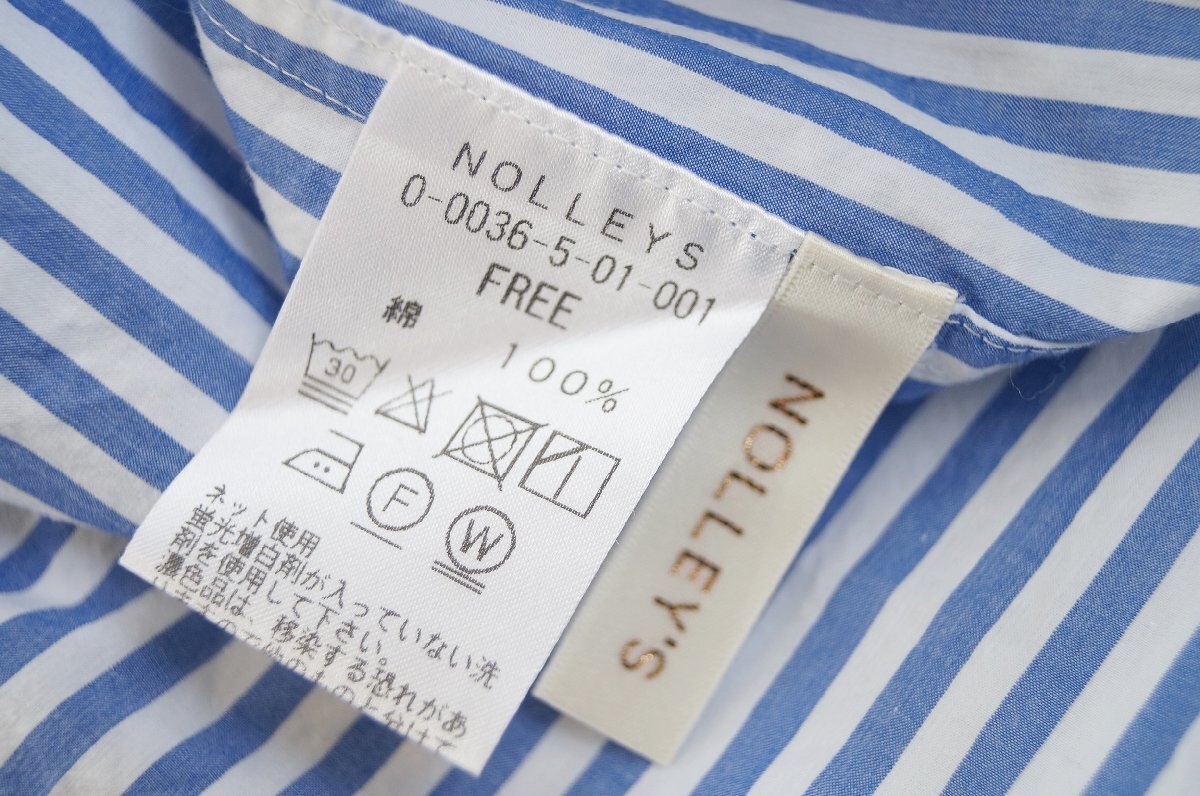 NOLLEYS
0-0036-5-01-001
FREE
綿 100%
30
F
W
ネット使用
蛍光増白剤が入っていない洗
剤を使用して下さい。
濃色品は、移染する恐れがあ
NOLLEY'S